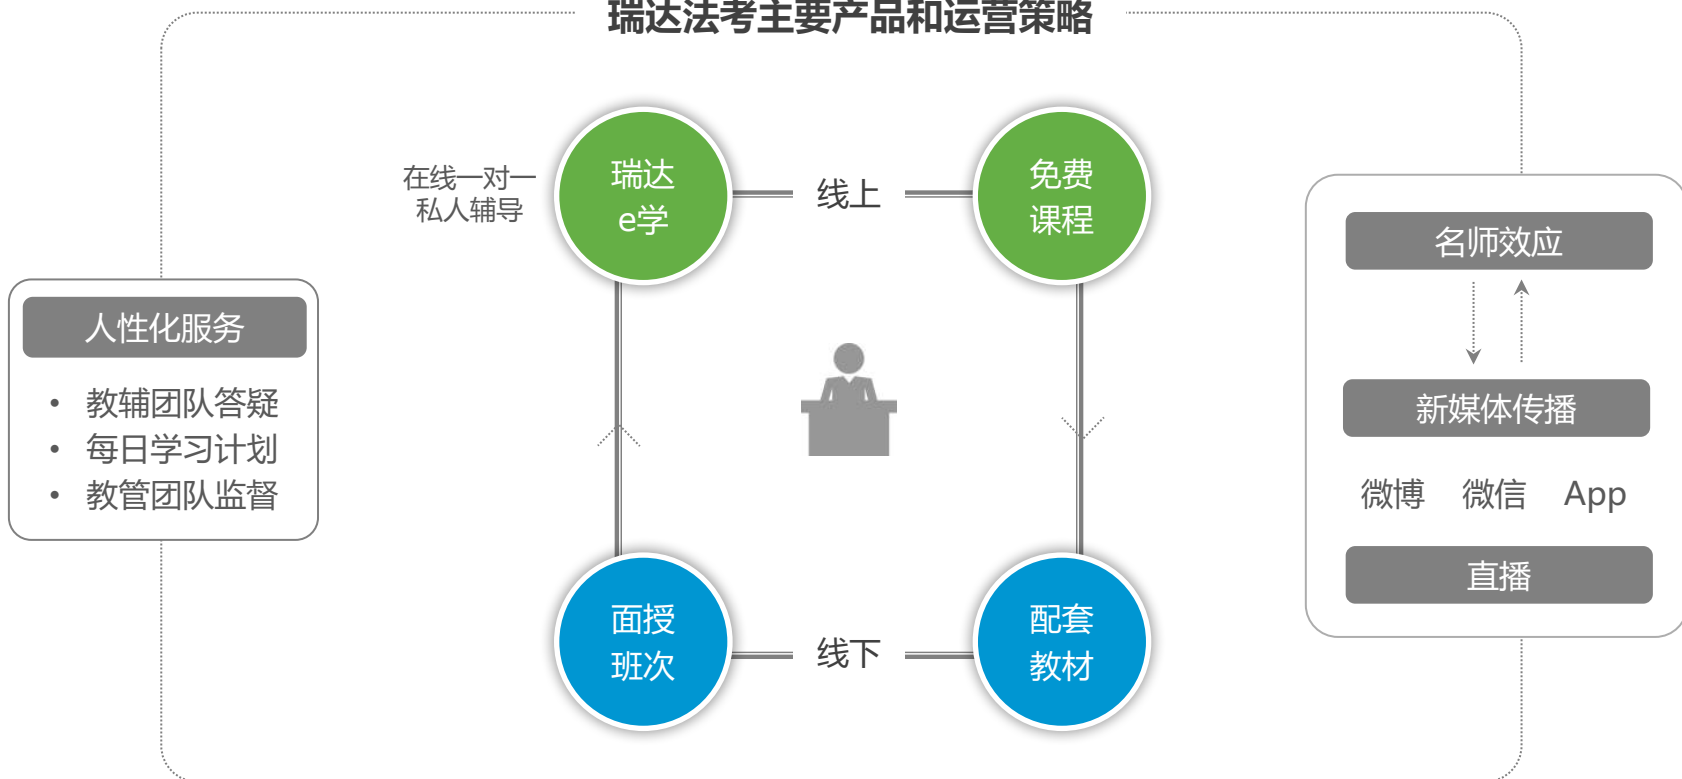 瑞达法考主要产品和运营策略
在线一对一
私人辅导
瑞达
e学
线上
免费
课程
人性化服务
• 教辅团队答疑
• 每日学习计划
• 教管团队监督
面授
班次
线下
配套
教材
名师效应
新媒体传播
微博 微信 App
直播